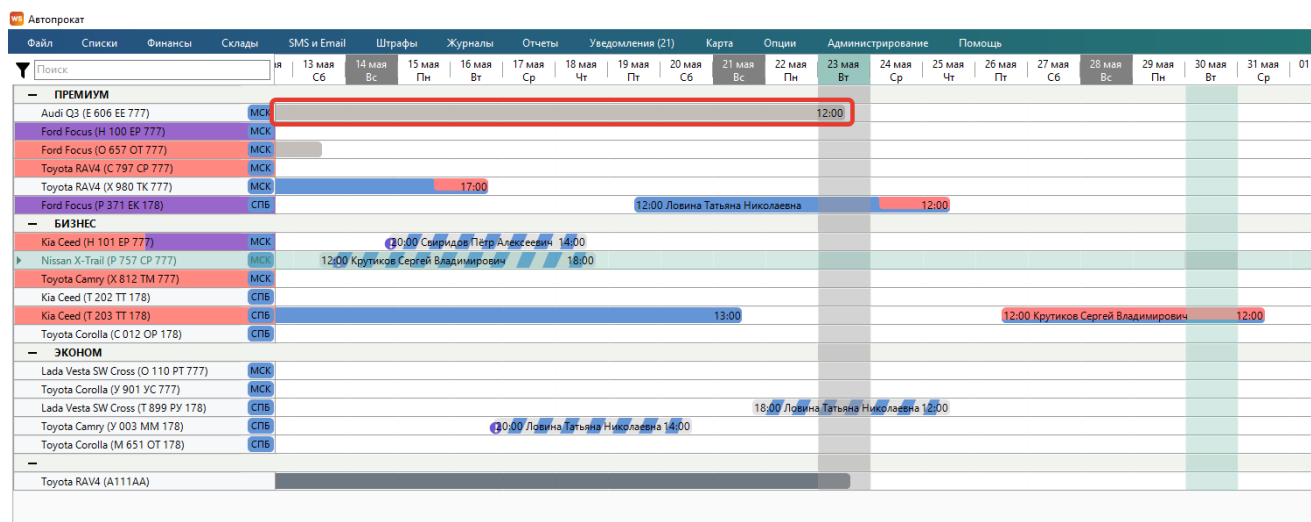 WS Автопрокат
Файл Списки Финансы Склады SMS и Email Штрафы Журналы Отчеты Уведомления (21) Карта Опции Администрирование Помощь
Поиск
я 13 мая 14 мая 15 мая 16 мая 17 мая 18 мая 19 мая 20 мая 21 мая 22 мая 23 мая 24 мая 25 мая 26 мая 27 мая 28 мая 29 мая 30 мая 31 мая 01
Сб Вс Пн Вт Ср Чт Пт Сб Вс Пн Вт Ср Чт Пт Сб Вс Пн Вт Ср
ПРЕМИУМ
Audi Q3 (Е 606 ЕЕ 777) МСК 12:00
Ford Focus (Н 100 ЕР 777) МСК
Ford Focus (О 657 ОТ 777) МСК
Toyota RAV4 (С 797 СР 777) МСК
Toyota RAV4 (Х 980 ТК 777) МСК 17:00
Ford Focus (Р 371 ЕК 178) СПБ 12:00 Ловина Татьяна Николаевна 12:00
БИЗНЕС
Kia Ceed (Н 101 ЕР 777) МСК 20:00 Свиридов Пётр Алексеевич 14:00
Nissan X-Trail (Р 757 СР 777) МСК 12:00 Крутиков Сергей Владимирович 18:00
Toyota Camry (Х 812 ТМ 777) МСК
Kia Ceed (Т 202 ТТ 178) СПБ
Kia Ceed (Т 203 ТТ 178) СПБ 13:00 12:00 Крутиков Сергей Владимирович 12:00
Toyota Corolla (С 012 ОР 178) СПБ
ЭКОНОМ
Lada Vesta SW Cross (О 110 РТ 777) МСК
Toyota Corolla (У 901 УС 777) МСК
Lada Vesta SW Cross (Т 899 РУ 178) СПБ 18:00 Ловина Татьяна Николаевна 12:00
Toyota Camry (У 003 ММ 178) СПБ 20:00 Ловина Татьяна Николаевна 14:00
Toyota Corolla (М 651 ОТ 178) СПБ
Toyota RAV4 (А111АА)